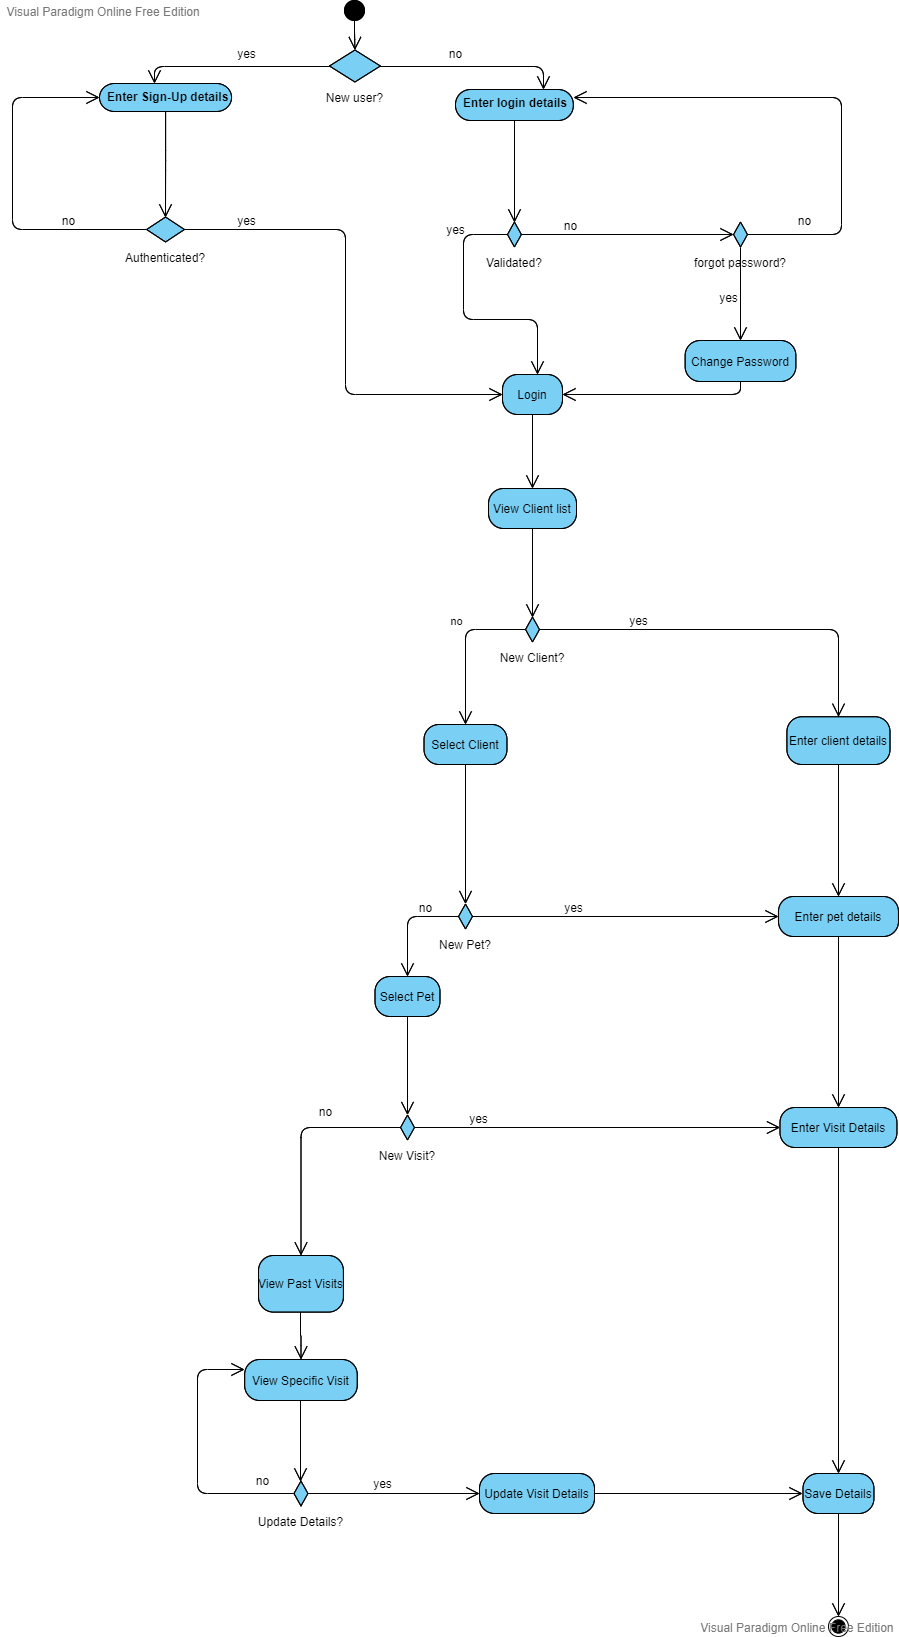 Visual Paradigm Online Free Edition
yes
no
New user?
Enter Sign-Up details
Enter login details
no
yes
Authenticated?
yes
no
no
Validated?
forgot password?
yes
Change Password
Login
View Client list
no
yes
New Client?
Select Client
Enter client details
no
yes
New Pet?
Enter pet details
Select Pet
no
yes
New Visit?
Enter Visit Details
View Past Visits
View Specific Visit
no
yes
Update Details?
Update Visit Details
Save Details
Visual Paradigm Online Free Edition